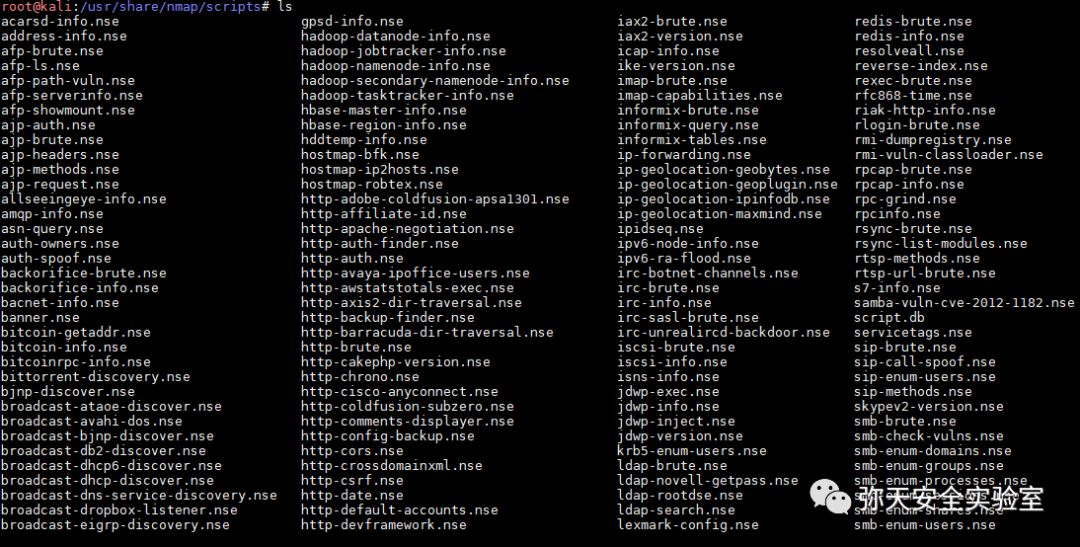 root@kali:/usr/share/nmap/scripts# ls
acarsd-info.nse gpsd-info.nse iax2-brute.nse redis-brute.nse
address-info.nse hadoop-datanode-info.nse iax2-version.nse redis-info.nse
afp-brute.nse hadoop-jobtracker-info.nse icap-info.nse resolveall.nse
afp-ls.nse hadoop-namenode-info.nse ike-version.nse reverse-index.nse
afp-path-vuln.nse hadoop-secondary-namenode-info.nse imap-brute.nse rexec-brute.nse
afp-serverinfo.nse hadoop-tasktracker-info.nse imap-capabilities.nse rfc868-time.nse
afp-showmount.nse hbase-master-info.nse informix-brute.nse riak-http-info.nse
ajp-auth.nse hbase-region-info.nse informix-query.nse rlogin-brute.nse
ajp-brute.nse hddtemp-info.nse informix-tables.nse rmi-dumpregistry.nse
ajp-headers.nse hostmap-bfk.nse ip-forwarding.nse rmi-vuln-classloader.nse
ajp-methods.nse hostmap-ip2hosts.nse ip-geolocation-geobytes.nse rpcap-brute.nse
ajp-request.nse hostmap-robtex.nse ip-geolocation-geoplugin.nse rpcap-info.nse
allseeingeye-info.nse http-adobe-coldfusion-apsa1301.nse ip-geolocation-ipinfodb.nse rpc-grind.nse
amqp-info.nse http-affiliate-id.nse ip-geolocation-maxmind.nse rpcinfo.nse
asn-query.nse http-apache-negotiation.nse ipidseq.nse rsync-brute.nse
auth-owners.nse http-auth-finder.nse ipv6-node-info.nse rsync-list-modules.nse
auth-spoof.nse http-auth.nse ipv6-ra-flood.nse rtsp-methods.nse
backorifice-brute.nse http-avaya-ipoffice-users.nse irc-botnet-channels.nse rtsp-url-brute.nse
backorifice-info.nse http-awstatstotals-exec.nse irc-brute.nse s7-info.nse
bacnet-info.nse http-axis2-dir-traversal.nse irc-info.nse samba-vuln-cve-2012-1182.nse
banner.nse http-backup-finder.nse irc-sasl-brute.nse script.db
bitcoin-getaddr.nse http-barracuda-dir-traversal.nse irc-unrealircd-backdoor.nse servicetags.nse
bitcoin-info.nse http-brute.nse iscsi-brute.nse sip-brute.nse
bitcoinrpc-info.nse http-cakephp-version.nse iscsi-info.nse sip-call-spoof.nse
bittorrent-discovery.nse http-chrono.nse isns-info.nse sip-enum-users.nse
bjnp-discover.nse http-cisco-anyconnect.nse jdwp-exec.nse sip-methods.nse
broadcast-ataoe-discover.nse http-coldfusion-subzero.nse jdwp-info.nse skypev2-version.nse
broadcast-avahi-dos.nse http-comments-displayer.nse jdwp-inject.nse smb-brute.nse
broadcast-bjnp-discover.nse http-config-backup.nse jdwp-version.nse smb-check-vulns.nse
broadcast-db2-discover.nse http-cors.nse krb5-enum-users.nse smb-enum-domains.nse
broadcast-dhcp6-discover.nse http-crossdomainxml.nse ldap-brute.nse smb-enum-groups.nse
broadcast-dhcp-discover.nse http-csrf.nse ldap-novell-getpass.nse smb-enum-processes.nse
broadcast-dns-service-discovery.nse http-date.nse ldap-rootdse.nse
broadcast-dropbox-listener.nse http-default-accounts.nse ldap-search.nse smb-enum-shares.nse
broadcast-eigrp-discovery.nse http-devframework.nse lexmark-config.nse smb-enum-users.nse
弥天安全实验室